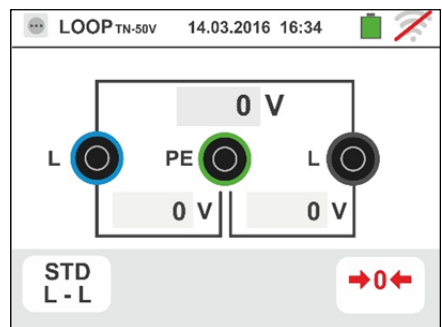 LOOP TN-50V 14.03.2016 16:34
0 V
L PE L
0 V 0 V
STD
L - L
→0←